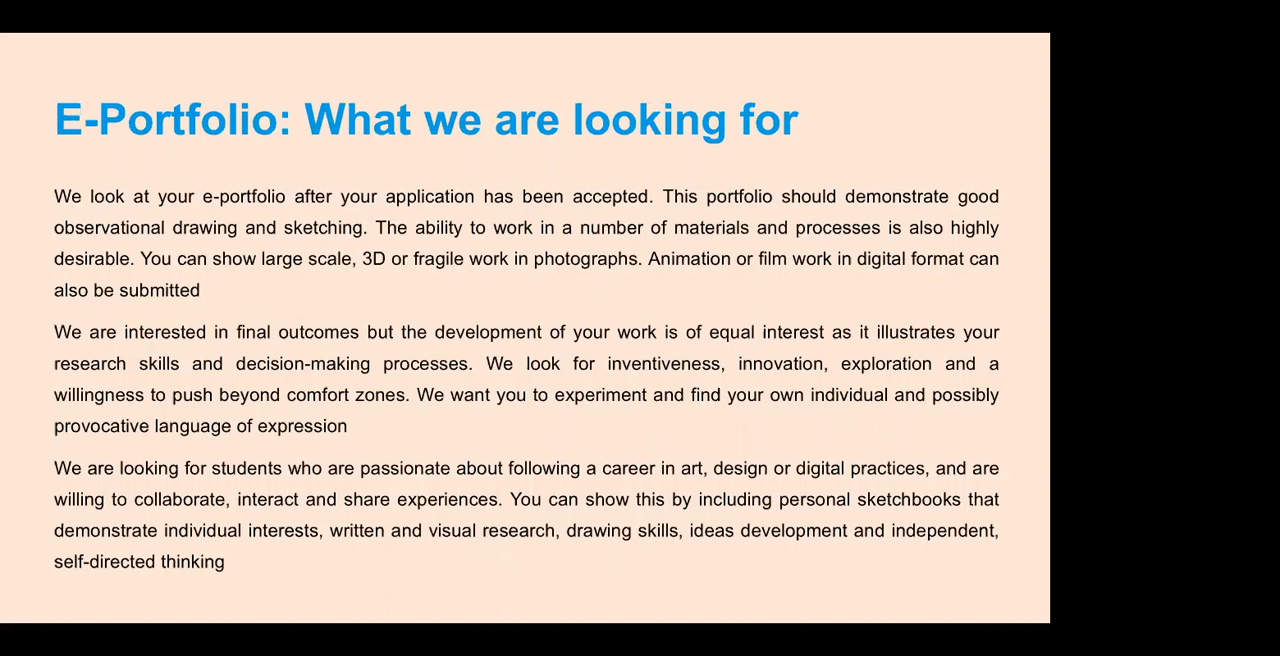 E-Portfolio: What we are looking for
We look at your e-portfolio after your application has been accepted. This portfolio should demonstrate good
observational drawing and sketching. The ability to work in a number of materials and processes is also highly
desirable. You can show large scale, 3D or fragile work in photographs. Animation or film work in digital format can
also be submitted
We are interested in final outcomes but the development of your work is of equal interest as it illustrates your
research skills and decision-making processes. We look for inventiveness, innovation, exploration and a
willingness to push beyond comfort zones. We want you to experiment and find your own individual and possibly
provocative language of expression
We are looking for students who are passionate about following a career in art, design or digital practices, and are
willing to collaborate, interact and share experiences. You can show this by including personal sketchbooks that
demonstrate individual interests, written and visual research, drawing skills, ideas development and independent,
self-directed thinking